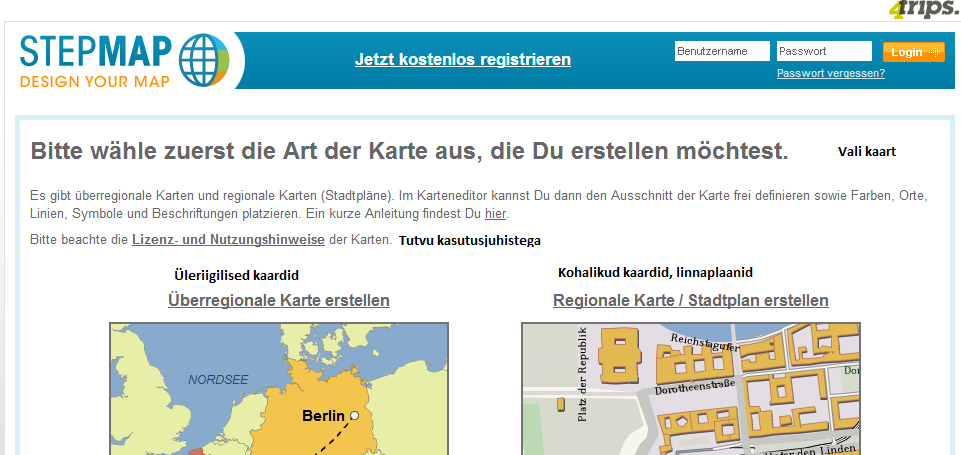 4trips.
STEPMAP
DESIGN YOUR MAP
Jetzt kostenlos registrieren
Benutzername
Passwort
Login
Passwort vergessen?
Bitte wähle zuerst die Art der Karte aus, die Du erstellen möchtest.
Vali kaart
Es gibt überregionale Karten und regionale Karten (Stadtpläne). Im Karteneditor kannst Du dann den Ausschnitt der Karte frei definieren sowie Farben, Orte,
Linien, Symbole und Beschriftungen platzieren. Ein kurze Anleitung findest Du hier.
Bitte beachte die Lizenz- und Nutzungshinweise der Karten. Tutvu kasutusjuhistega
Üleriigilised kaardid
Überregionale Karte erstellen
NORDSEE
Berlin
Kohalikud kaardid, linnaplaanid
Regionale Karte / Stadtplan erstellen
Platz der Republik
Reichstagufer
Dorotheenstraße
Dor
Unter den Linden